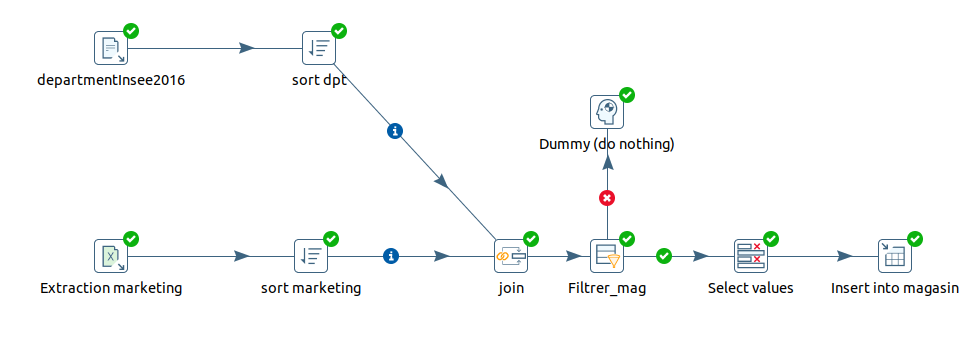 departmentInsee2016
sort dpt
Dummy (do nothing)
Extraction marketing
sort marketing
join
Filtrer_mag
Select values
Insert into magasin